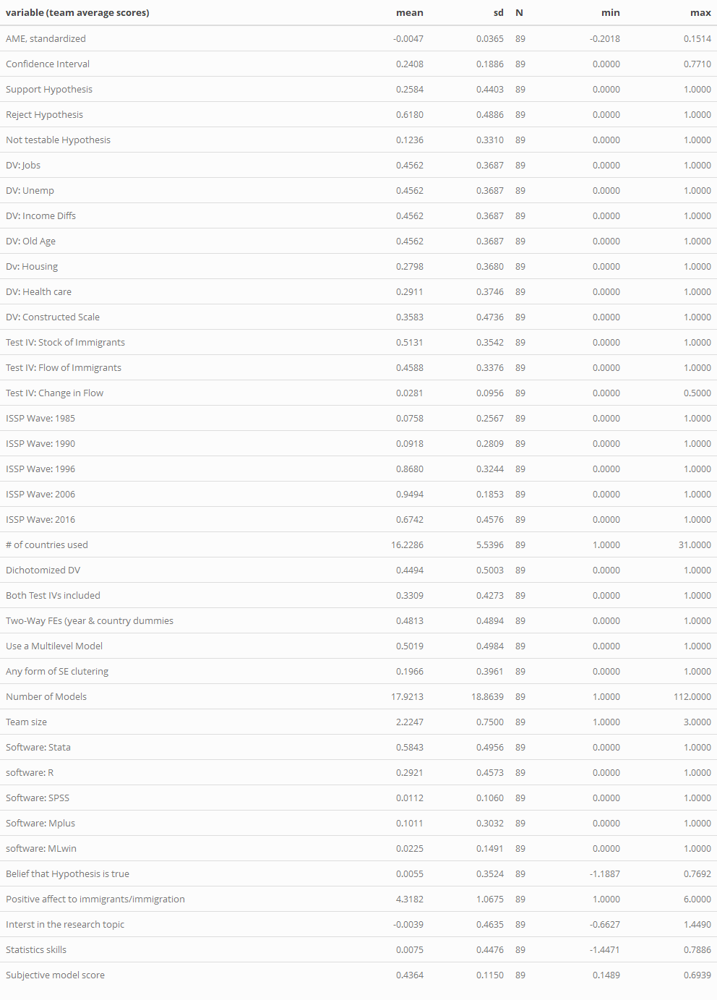 variable (team average scores) mean sd N min max
AME, standardized -0.0047 0.0365 89 -0.2018 0.1514
Confidence Interval 0.2408 0.1886 89 0.0000 0.7710
Support Hypothesis 0.2584 0.4403 89 0.0000 1.0000
Reject Hypothesis 0.6180 0.4886 89 0.0000 1.0000
Not testable Hypothesis 0.1236 0.3310 89 0.0000 1.0000
DV: Jobs 0.4562 0.3687 89 0.0000 1.0000
DV: Unemp 0.4562 0.3687 89 0.0000 1.0000
DV: Income Diffs 0.4562 0.3687 89 0.0000 1.0000
DV: Old Age 0.4562 0.3687 89 0.0000 1.0000
Dv: Housing 0.2798 0.3680 89 0.0000 1.0000
DV: Health care 0.2911 0.3746 89 0.0000 1.0000
DV: Constructed Scale 0.3583 0.4736 89 0.0000 1.0000
Test IV: Stock of Immigrants 0.5131 0.3542 89 0.0000 1.0000
Test IV: Flow of Immigrants 0.4588 0.3376 89 0.0000 1.0000
Test IV: Change in Flow 0.0281 0.0956 89 0.0000 0.5000
ISSP Wave: 1985 0.0758 0.2567 89 0.0000 1.0000
ISSP Wave: 1990 0.0918 0.2809 89 0.0000 1.0000
ISSP Wave: 1996 0.8680 0.3244 89 0.0000 1.0000
ISSP Wave: 2006 0.9494 0.1853 89 0.0000 1.0000
ISSP Wave: 2016 0.6742 0.4576 89 0.0000 1.0000
# of countries used 16.2286 5.5396 89 1.0000 31.0000
Dichotomized DV 0.4494 0.5003 89 0.0000 1.0000
Both Test IVs included 0.3309 0.4273 89 0.0000 1.0000
Two-Way FEs (year & country dummies 0.4813 0.4894 89 0.0000 1.0000
Use a Multilevel Model 0.5019 0.4984 89 0.0000 1.0000
Any form of SE clutering 0.1966 0.3961 89 0.0000 1.0000
Number of Models 17.9213 18.8639 89 1.0000 112.0000
Team size 2.2247 0.7500 89 1.0000 3.0000
Software: Stata 0.5843 0.4956 89 0.0000 1.0000
software: R 0.2921 0.4573 89 0.0000 1.0000
Software: SPSS 0.0112 0.1060 89 0.0000 1.0000
Software: Mplus 0.1011 0.3032 89 0.0000 1.0000
software: MLwin 0.0225 0.1491 89 0.0000 1.0000
Belief that Hypothesis is true 0.0055 0.3524 89 -1.1887 0.7692
Positive affect to immigrants/immigration 4.3182 1.0675 89 1.0000 6.0000
Interst in the research topic -0.0039 0.4635 89 -0.6627 1.4490
Statistics skills 0.0075 0.4476 89 -1.4471 0.7886
Subjective model score 0.4364 0.1150 89 0.1489 0.6939